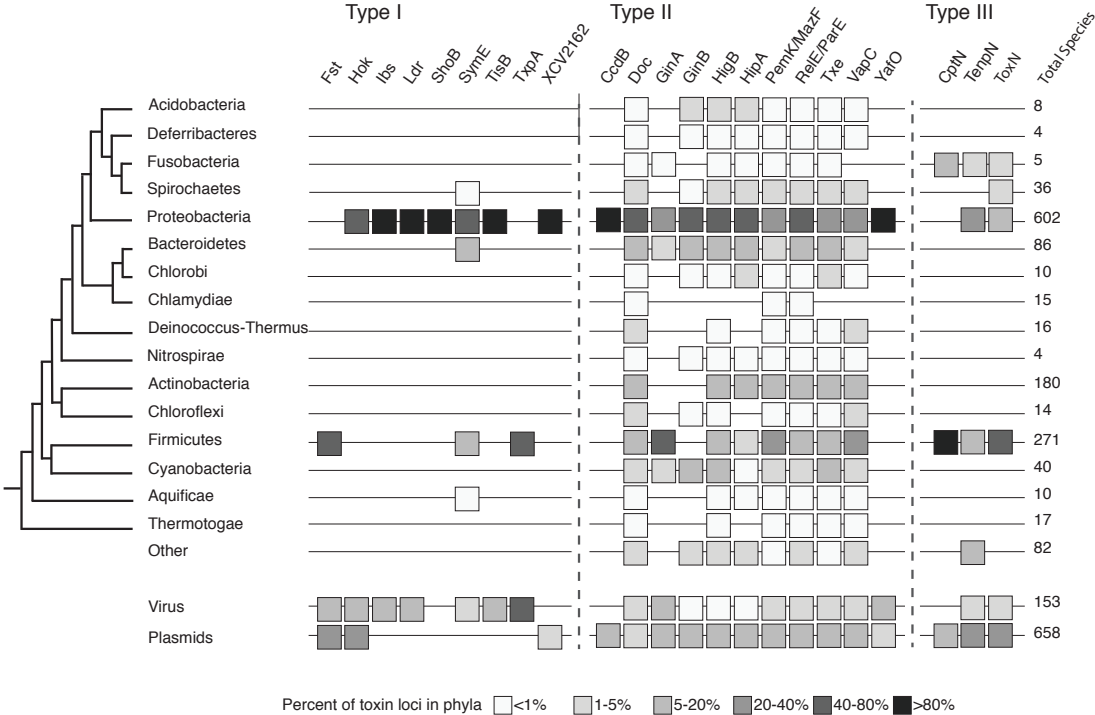 Type I Type II Type III
Fst Hok Ibs Ldr ShoB SymE TisB TxpA XCV2162 CcdB Doc GinA GinB HigB HipA PemK/MazF RelE/ParE Txe VapC YafO CptN TenpN ToxN Total Species
Acidobacteria 8
Deferribacteres 4
Fusobacteria 5
Spirochaetes 36
Proteobacteria 602
Bacteroidetes 86
Chlorobi 10
Chlamydiae 15
Deinococcus-Thermus 16
Nitrospirae 4
Actinobacteria 180
Chloroflexi 14
Firmicutes 271
Cyanobacteria 40
Aquificae 10
Thermotogae 17
Other 82
Virus 153
Plasmids 658
Percent of toxin loci in phyla <1% 1-5% 5-20% 20-40% 40-80% >80%